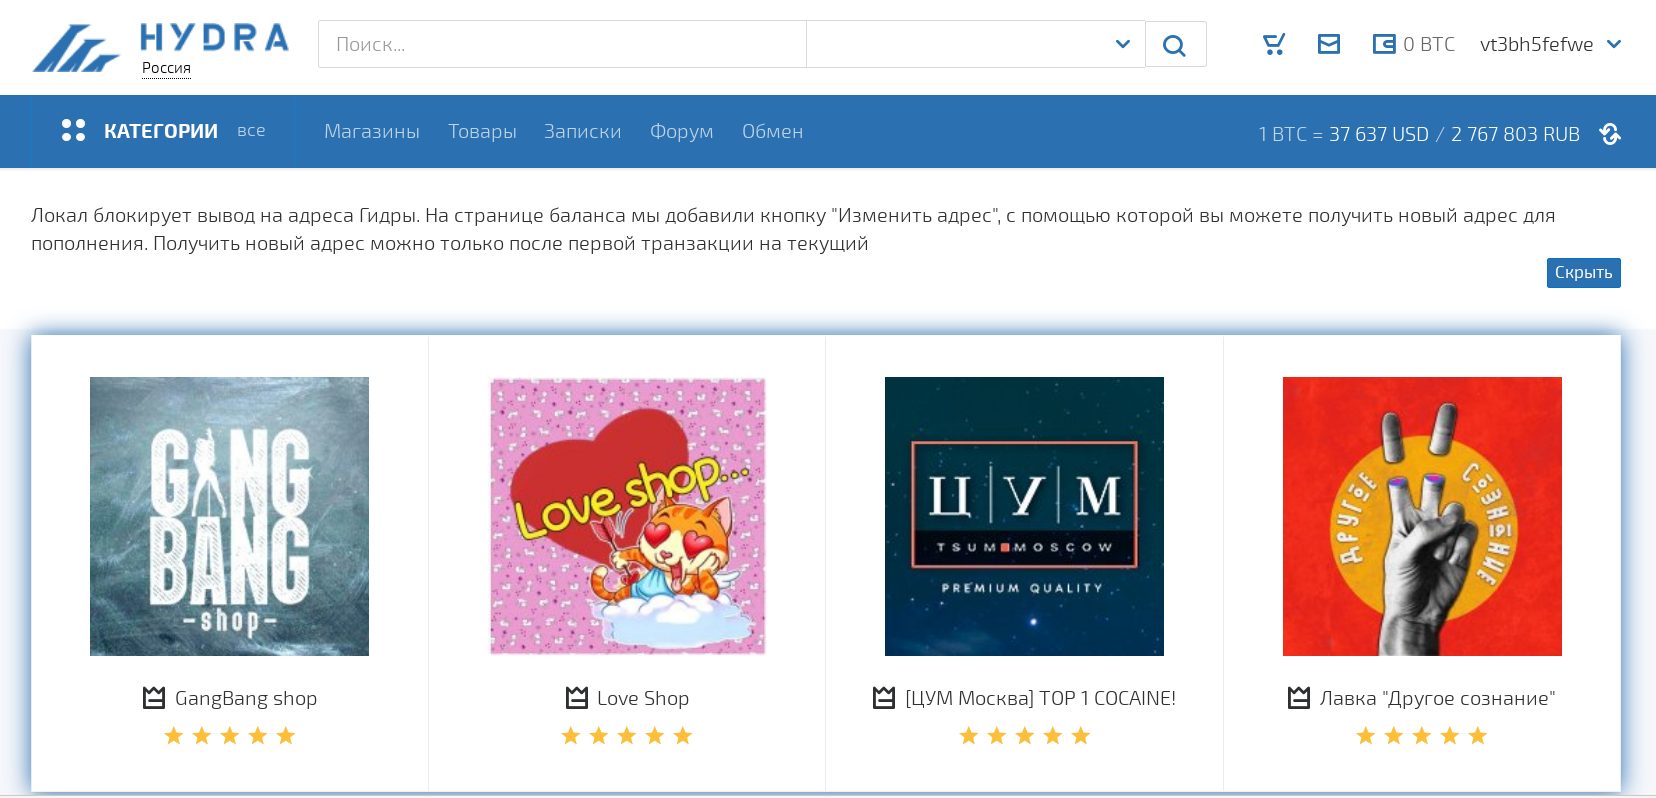 HYDRA
Россия
Поиск...
0 BTC
vt3bh5fefwe
КАТЕГОРИИ все
Магазины Товары Записки Форум Обмен
1 BTC = 37 637 USD / 2 767 803 RUB
Локал блокирует вывод на адреса Гидры. На странице баланса мы добавили кнопку "Изменить адрес", с помощью которой вы можете получить новый адрес для
пополнения. Получить новый адрес можно только после первой транзакции на текущий
Скрыть
GANG
BANG
-shop-
Love shop...
ЦУМ
TSUM MOSCOW
PREMIUM QUALITY
ДРУГОЕ
СОЗНАНИЕ
GangBang shop
Love Shop
[ЦУМ Москва] TOP 1 COCAINE!
Лавка "Другое сознание"